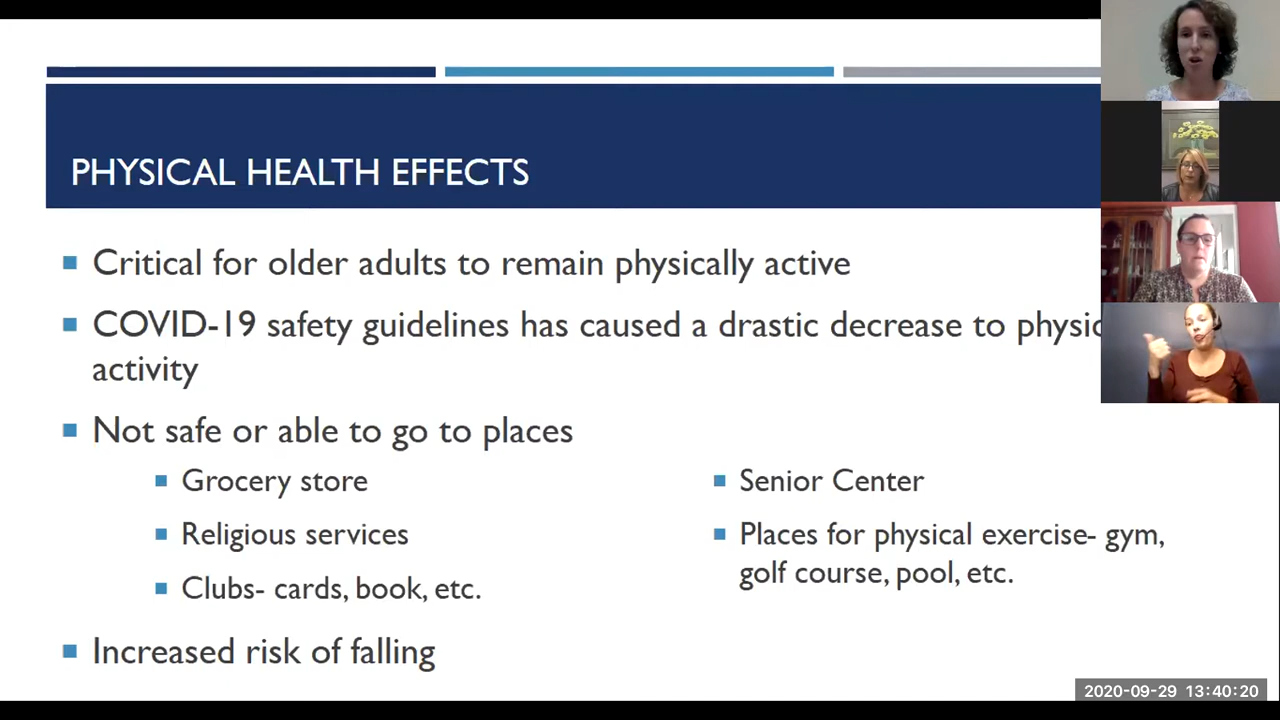 PHYSICAL HEALTH EFFECTS
Critical for older adults to remain physically active
COVID-19 safety guidelines has caused a drastic decrease to
activity
Not safe or able to go to places
Grocery store
Religious services
Clubs- cards, book, etc.
Senior Center
Places for physical exercise- gym,
golf course, pool, etc.
Increased risk of falling
2020-09-29 13:40:20